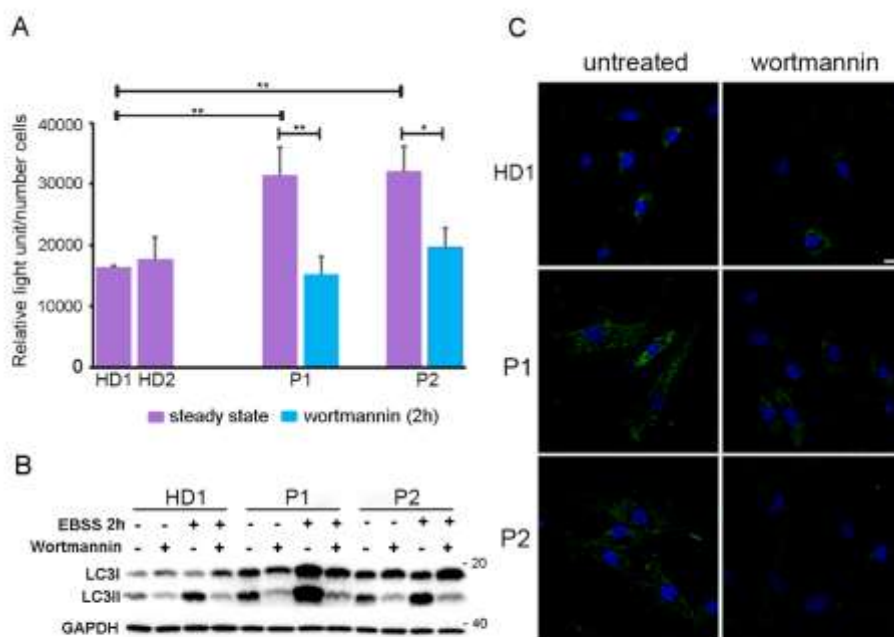 A
** 
**
** *
40000
30000
20000
10000
0
Relative light unit/number cells
HD1 HD2 P1 P2
steady state wortmannin (2h)
B
HD1 P1 P2
EBSS 2h - - + + - - + + - - + +
Wortmannin - + - + - + - + - + - +
LC3I - 20
LC3II
GAPDH - 40
C
untreated wortmannin
HD1
P1
P2